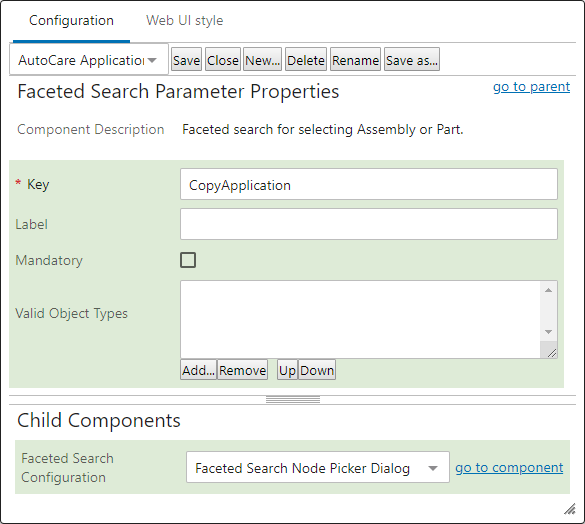 Configuration Web UI style
AutoCare Application Save Close New... Delete Rename Save as...
Faceted Search Parameter Properties go to parent
Component Description Faceted search for selecting Assembly or Part.
* Key CopyApplication
Label
Mandatory
Valid Object Types
Add... Remove Up Down
Child Components
Faceted Search
Configuration
Faceted Search Node Picker Dialog go to component